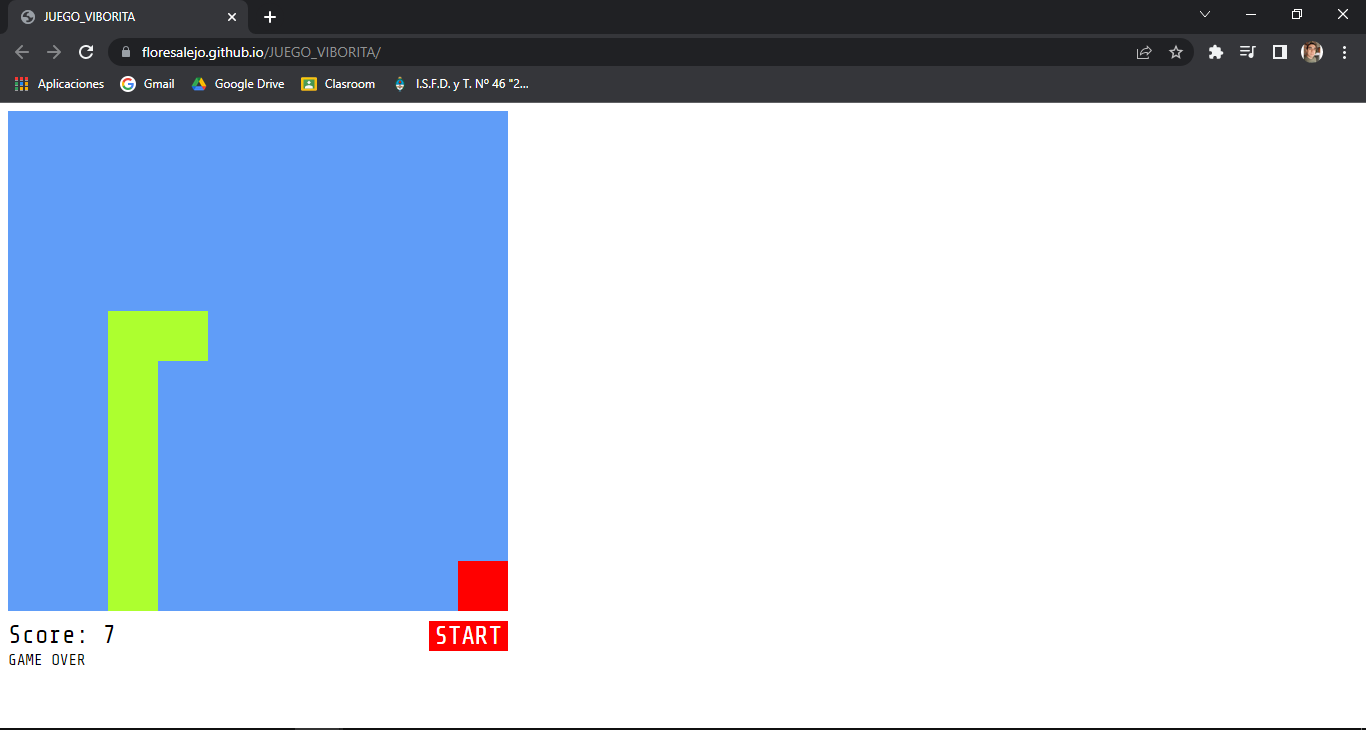 JUEGO_VIBORITA
floresalejo.github.io/JUEGO_VIBORITA/
Aplicaciones Gmail Google Drive Clasroom I.S.F.D. y T. Nº 46 "2...
Score: 7 START
GAME OVER